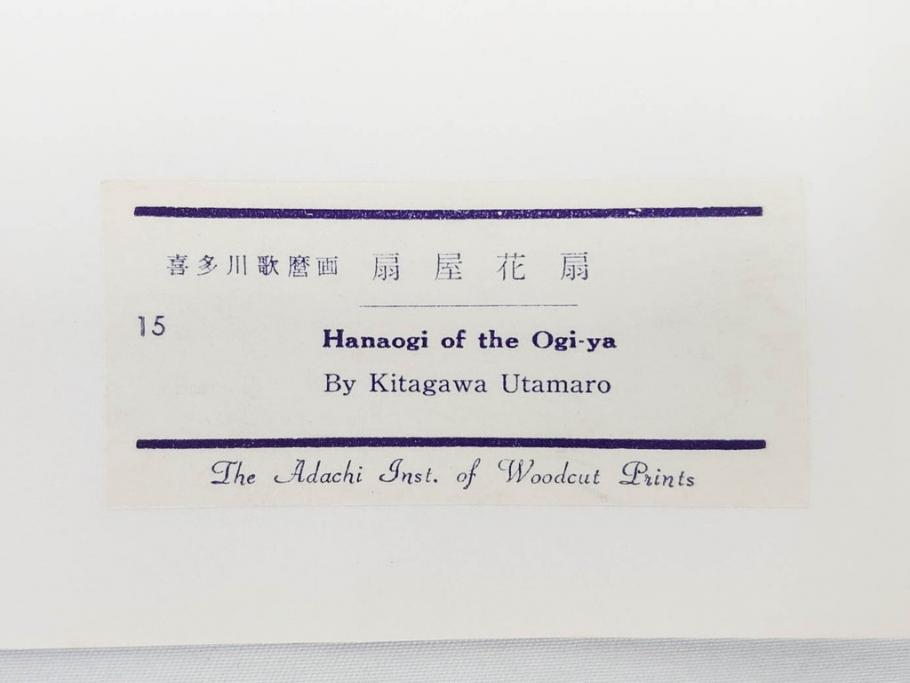 喜多川歌麿画 扇屋花扇
15
Hanaogi of the Ogi-ya
By Kitagawa Utamaro
The Adachi Inst. of Woodcut Prints